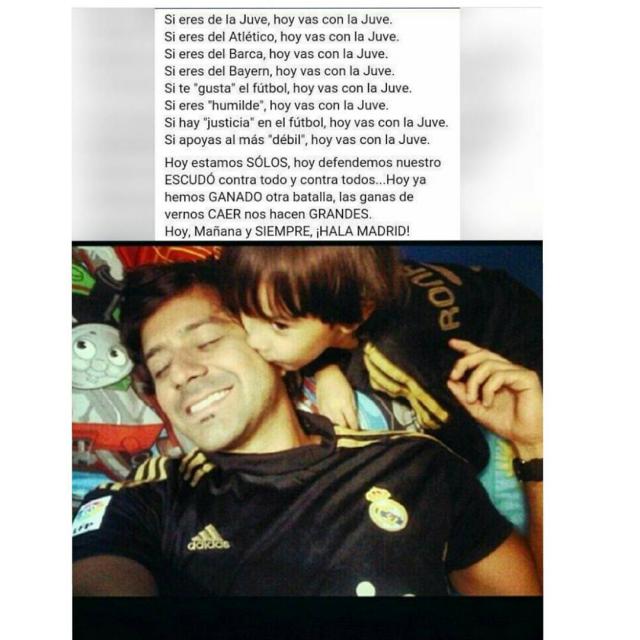 Si eres de la Juve, hoy vas con la Juve.
Si eres del Atlético, hoy vas con la Juve.
Si eres del Barca, hoy vas con la Juve.
Si eres del Bayern, hoy vas con la Juve.
Si te "gusta" el fútbol, hoy vas con la Juve.
Si eres "humilde", hoy vas con la Juve.
Si hay "justicia" en el fútbol, hoy vas con la Juve.
Si apoyas al más "débil", hoy vas con la Juve.
Hoy estamos SÓLOS, hoy defendemos nuestro
ESCUDÓ contra todo y contra todos...Hoy ya
hemos GANADO otra batalla, las ganas de
vernos CAER nos hacen GRANDES.
Hoy, Mañana y SIEMPRE, ¡HALA MADRID!
adidas
LFP